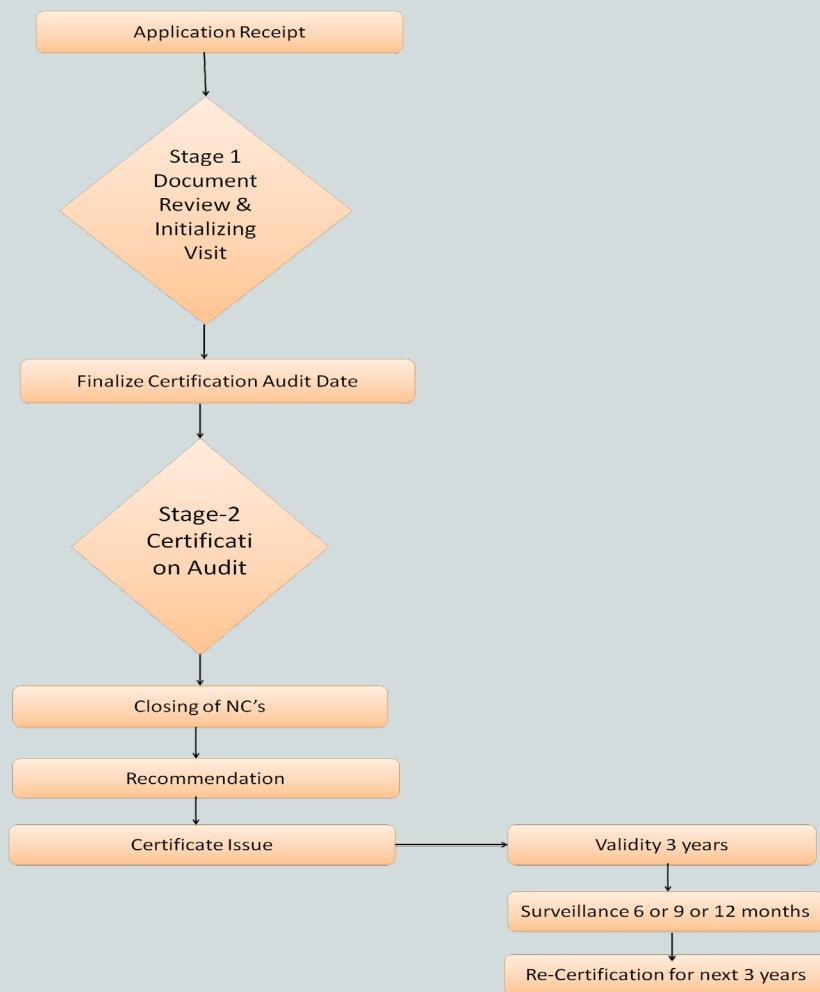 Application Receipt
Stage 1
Document
Review &
Initializing
Visit
Finalize Certification Audit Date
Stage-2
Certificati
on Audit
Closing of NC’s
Recommendation
Certificate Issue
Validity 3 years
Surveillance 6 or 9 or 12 months
Re-Certification for next 3 years